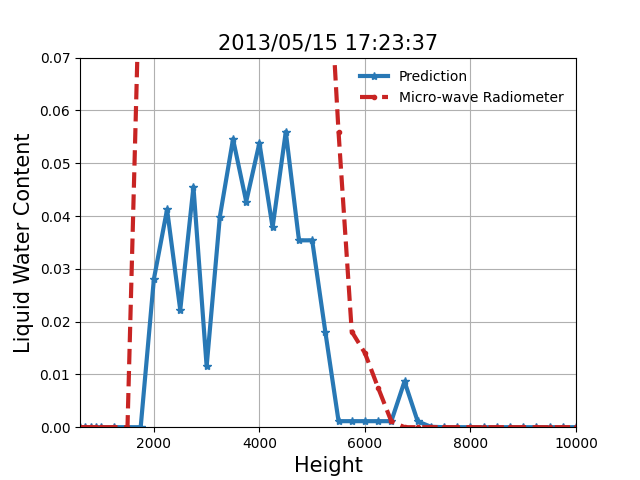 2013/05/15 17:23:37
0.07
0.06
0.05
0.04
0.03
0.02
0.01
0.00
Liquid Water Content
Prediction
Micro-wave Radiometer
2000 4000 6000 8000 10000
Height